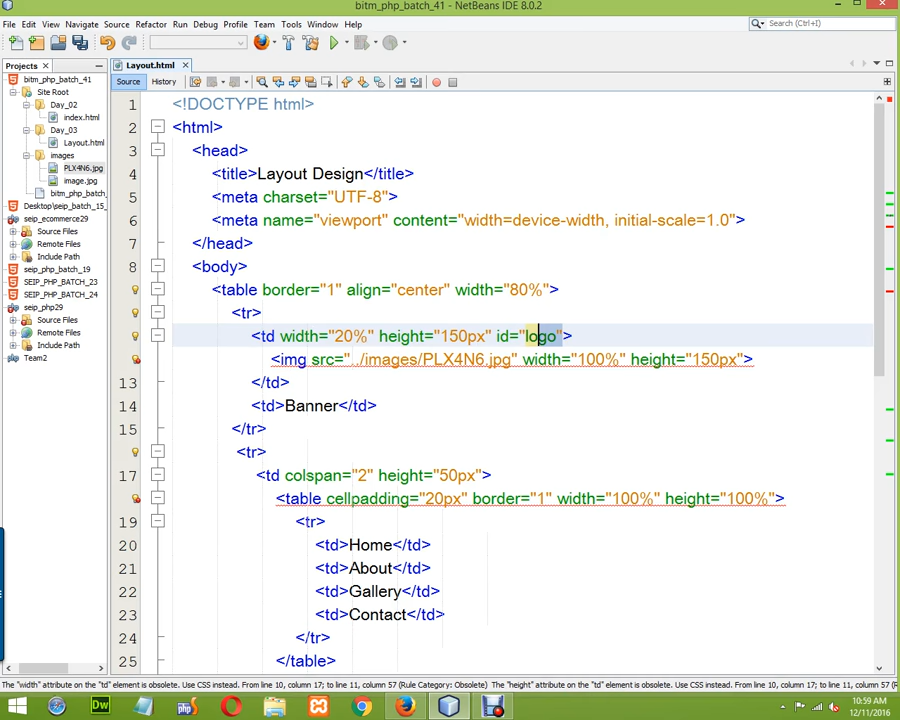 bitm_php_batch_41 - NetBeans IDE 8.0.2
File Edit View Navigate Source Refactor Run Debug Profile Team Tools Window Help
Search (Ctrl+I)
Projects
Layout.html
bitm_php_batch_41
Source History
Site Root
Day_02
index.html
Day_03
Layout.html
images
PLX4N6.jpg
image.jpg
bitm_php_batch_
Desktop\seip_batch_15_
seip_ecommerce29
Source Files
Remote Files
Include Path
seip_php_batch_19
SEIP_PHP_BATCH_23
SEIP_PHP_BATCH_24
seip_php29
Source Files
Remote Files
Include Path
Team2
1 <!DOCTYPE html>
2 <html>
3 <head>
4 <title>Layout Design</title>
5 <meta charset="UTF-8">
6 <meta name="viewport" content="width=device-width, initial-scale=1.0">
7 </head>
8 <body>
<table border="1" align="center" width="80%">
<tr>
<td width="20%" height="150px" id="logo">
<img src="../images/PLX4N6.jpg" width="100%" height="150px">
13 </td>
14 <td>Banner</td>
15 </tr>
<tr>
17 <td colspan="2" height="50px">
<table cellpadding="20px" border="1" width="100%" height="100%">
19 <tr>
20 <td>Home</td>
21 <td>About</td>
22 <td>Gallery</td>
23 <td>Contact</td>
24 </tr>
25 </table>
The "width" attribute on the "td" element is obsolete. Use CSS instead. From line 10, column 17; to line 11, column 57 (Rule Category: Obsolete) The "height" attribute on the "td" element is obsolete. Use CSS instead. From line 10, column 17; to line 11, column 57 (R
10:59 AM
12/11/2016